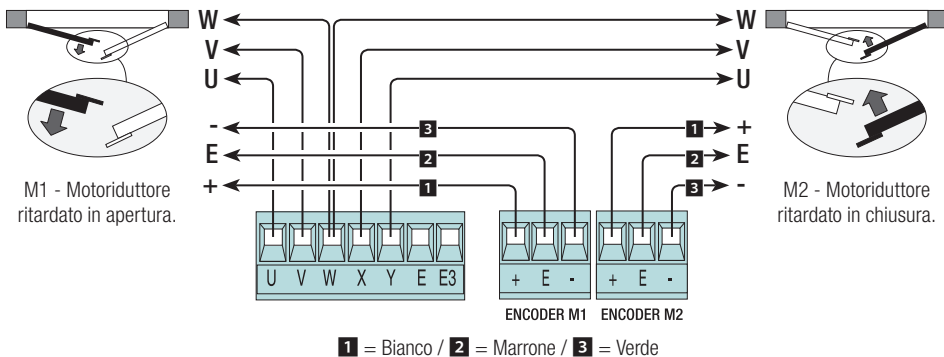 W W
V V
U U
- 3 1 +
E 2 2 E
+ 1 3 -
M1 - Motoriduttore
ritardato in apertura.
M2 - Motoriduttore
ritardato in chiusura.
U V W X Y E E3
+ E -
+ E -
ENCODER M1 ENCODER M2
1 = Bianco / 2 = Marrone / 3 = Verde